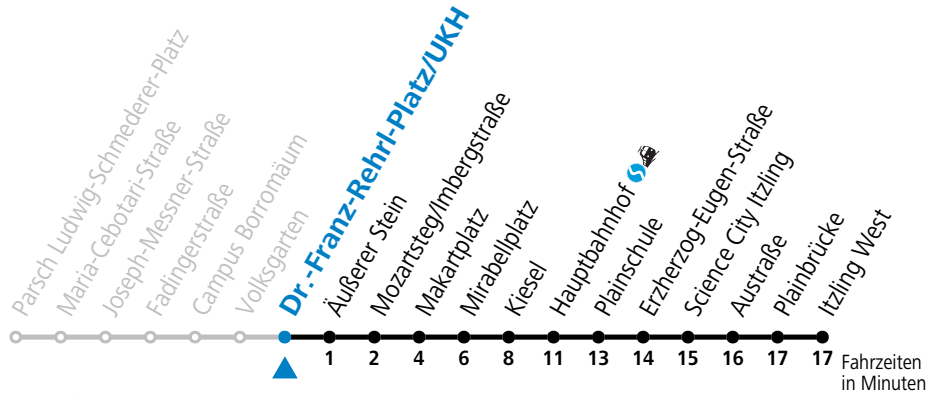 Parsch Ludwig-Schmederer-Platz
Maria-Cebotari-Straße
Joseph-Messner-Straße
Fadingerstraße
Campus Borromäum
Volksgarten
Dr.-Franz-Rehrl-Platz/UKH
Äußerer Stein
Mozartsteg/Imbergstraße
Makartplatz
Mirabellplatz
Kiesel
Hauptbahnhof
Plainschule
Erzherzog-Eugen-Straße
Science City Itzling
Austraße
Plainbrücke
Itzling West
1 2 4 6 8 11 13 14 15 16 17 17
Fahrzeiten
in Minuten